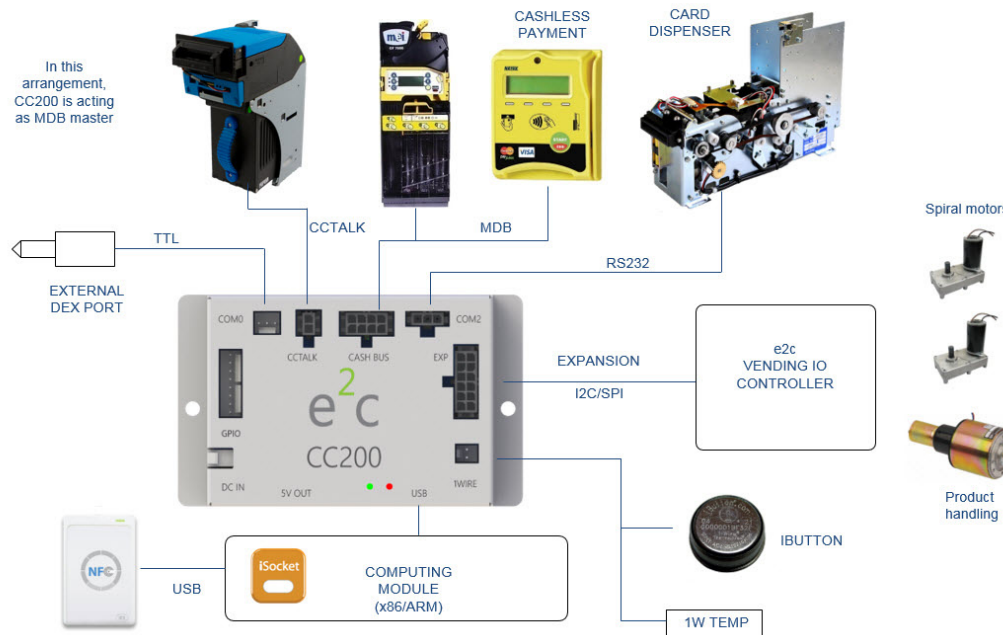 In this
arrangement,
CC200 is acting
as MDB master
mei
CASHLESS
PAYMENT
VISA
CARD
DISPENSER
CCTALK
MDB
RS232
TTL
EXTERNAL
DEX PORT
Spiral motors
COM0
CCTALK
CASH BUS
COM2
EXP
GPIO
e2c
CC200
DC IN
5V OUT
USB
1WIRE
EXPANSION
I2C/SPI
e2c
VENDING IO
CONTROLLER
Product
handling
NFC
USB
iSocket
COMPUTING
MODULE
(x86/ARM)
IBUTTON
1W TEMP